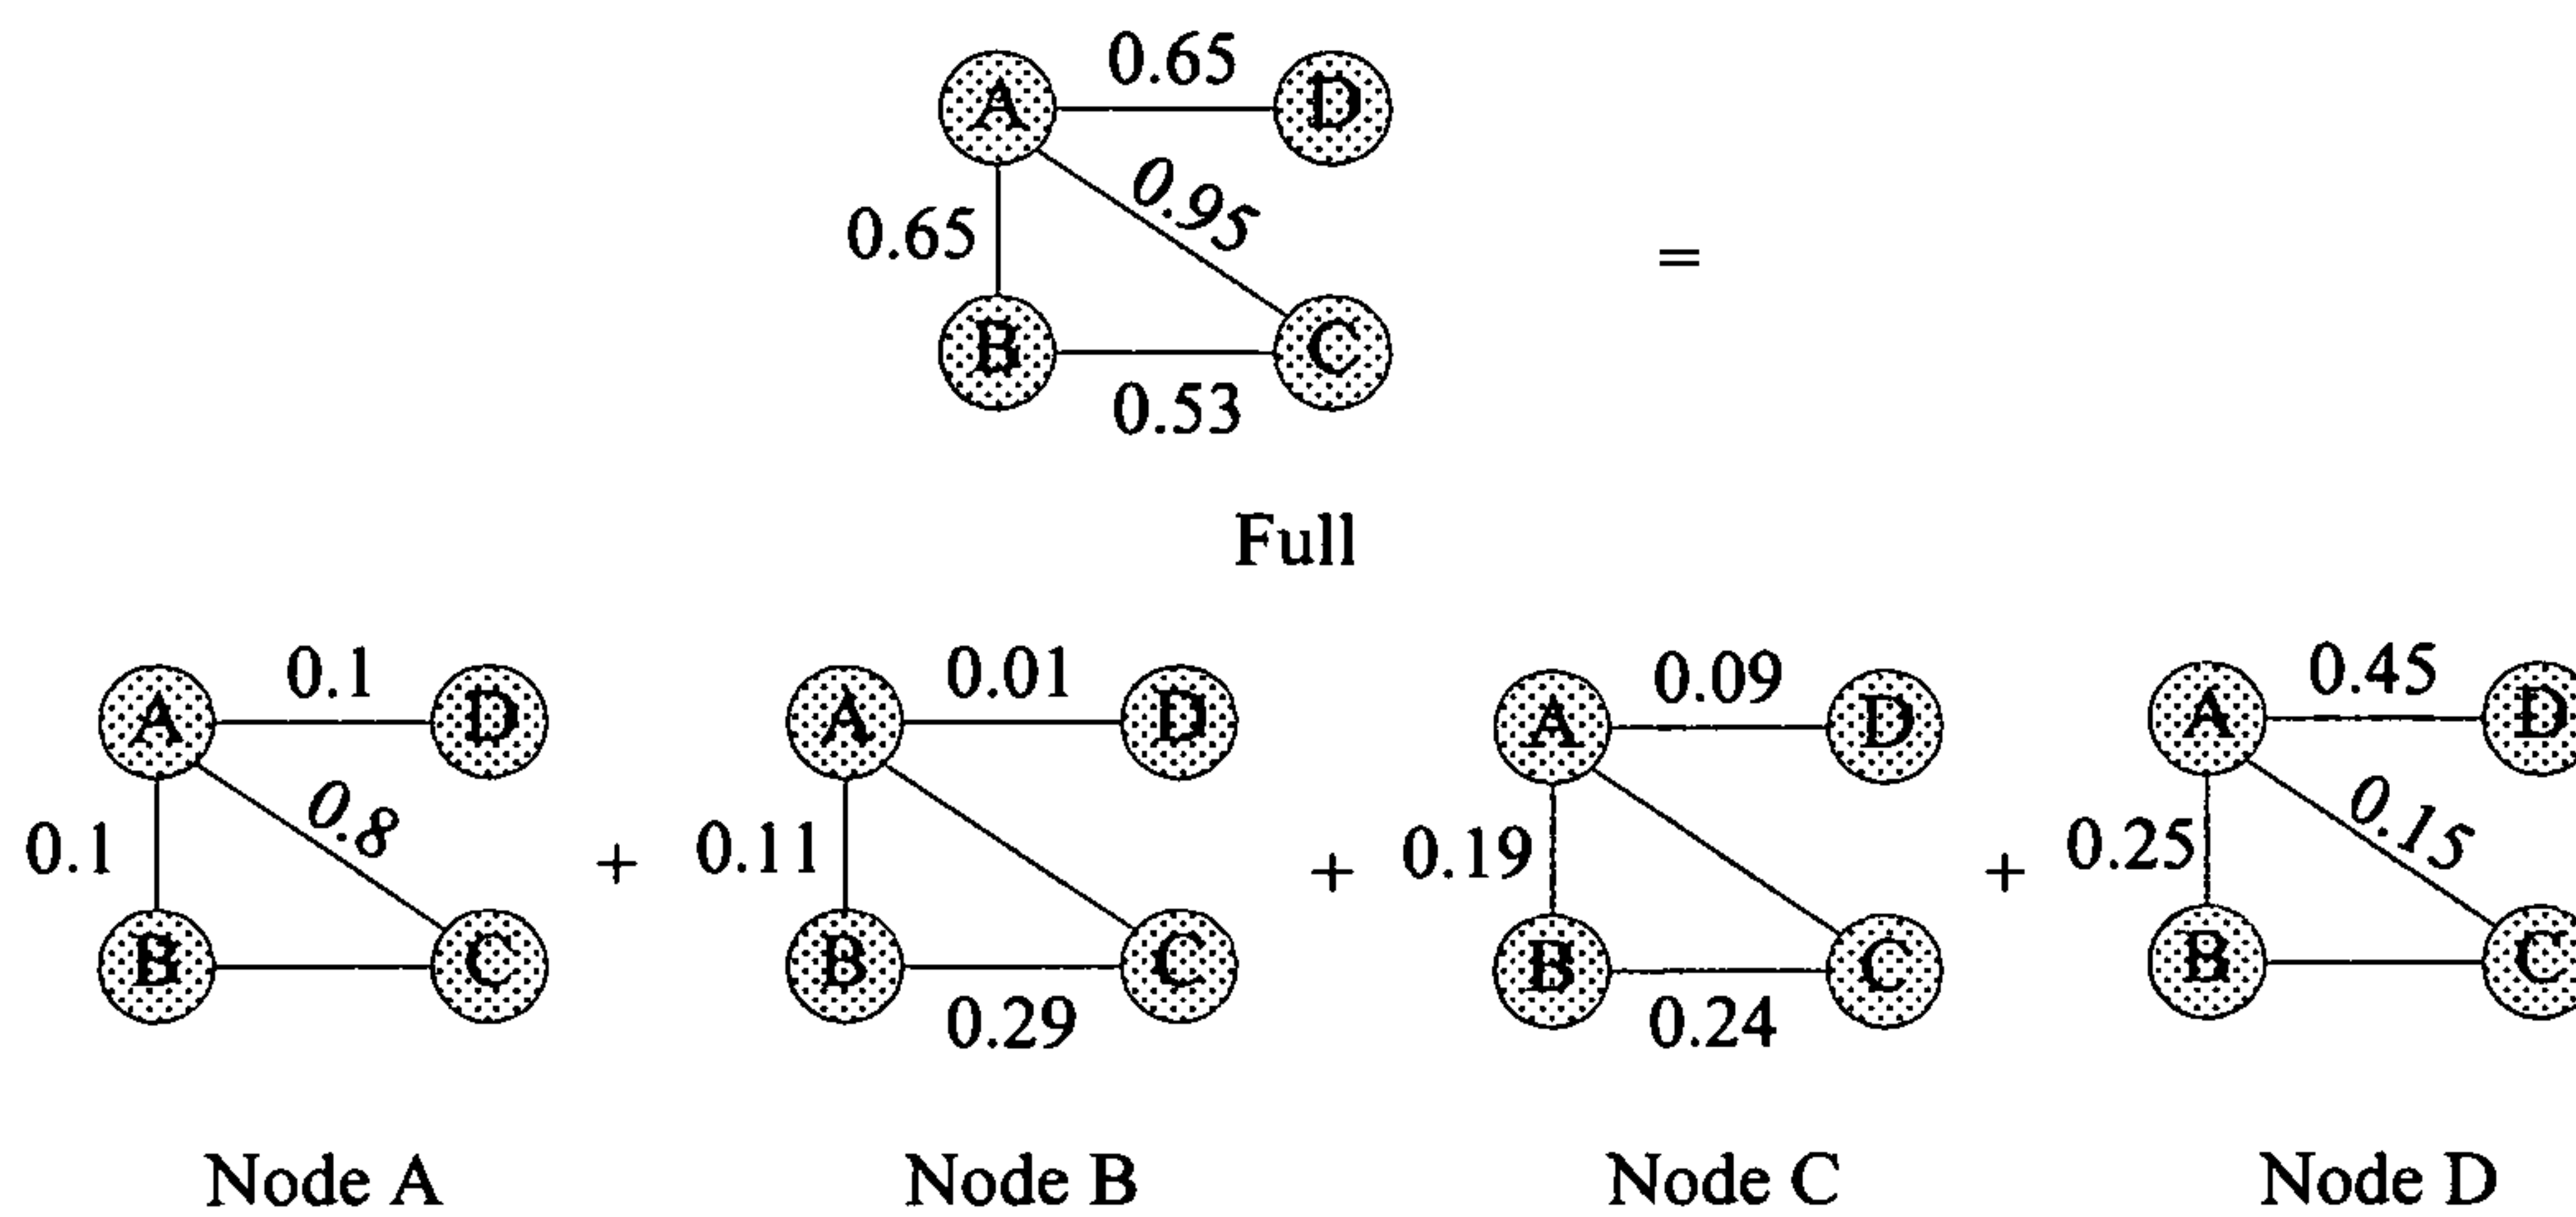 0.65
A D
0.95
0.65 =
B C
0.53
Full
0.1 0.01 0.09 0.45
A D A D A D A D
0.8 0.15
0.1 + 0.11 + 0.19 + 0.25
B C B C B C B C
0.29 0.24
Node A Node B Node C Node D